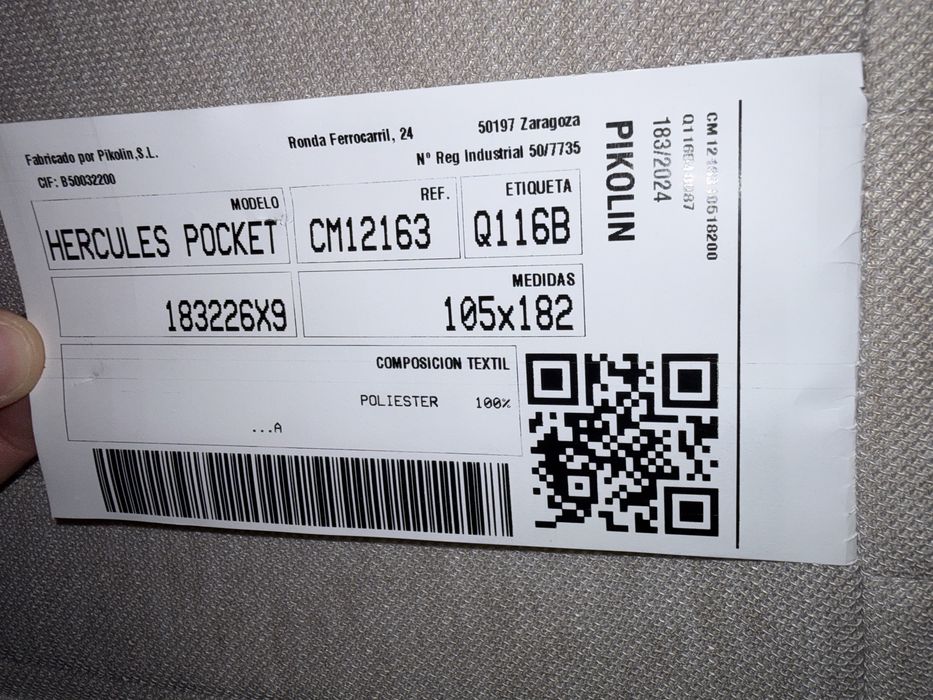 Fabricado por Pikolin,S.L.
Ronda Ferrocarril, 24
50197 Zaragoza
CIF: B50032200
Nº Reg Industrial 50/7735
MODELO
HERCULES POCKET
REF.
CM12163
ETIQUETA
Q116B
183226X9
MEDIDAS
105x182
COMPOSICION TEXTIL
POLIESTER 100%
...A
PIKOLIN
183/2024